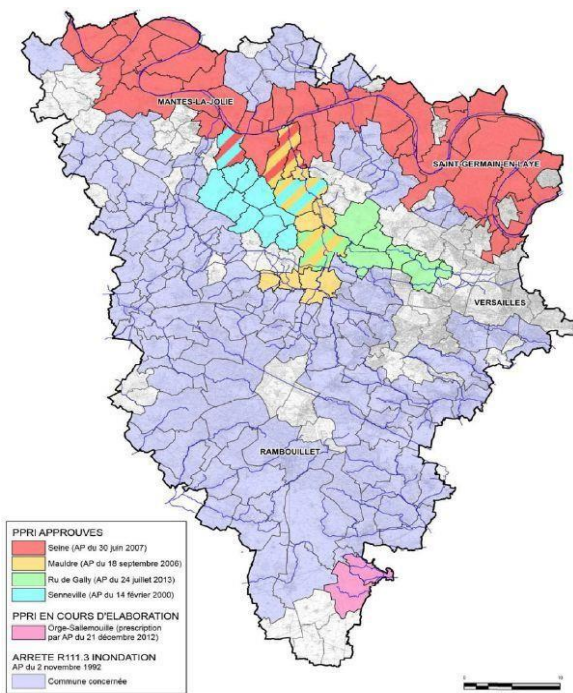 MANTES-LA-JOLIE
SAINT-GERMAIN-EN-LAYE
VERSAILLES
RAMBOUILLET
PPRI APPROUVES
Seine (AP du 30 juin 2007)
Mauldre (AP du 18 septembre 2006)
Ru de Gally (AP du 24 juillet 2013)
Senneville (AP du 14 février 2000)
PPRI EN COURS D'ELABORATION
Orge-Sallemouille (prescription
par AP du 21 décembre 2012)
ARRETE R111.3 INONDATION
AP du 2 novembre 1992
Commune concernée